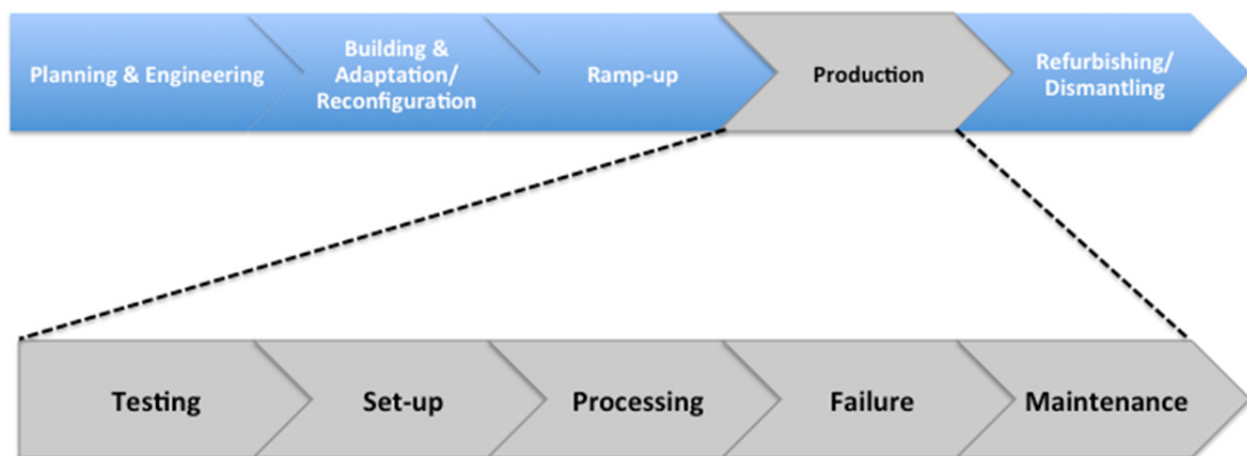 Planning & Engineering
Building &
Adaptation/
Reconfiguration
Ramp-up
Production
Refurbishing/
Dismantling
Testing
Set-up
Processing
Failure
Maintenance